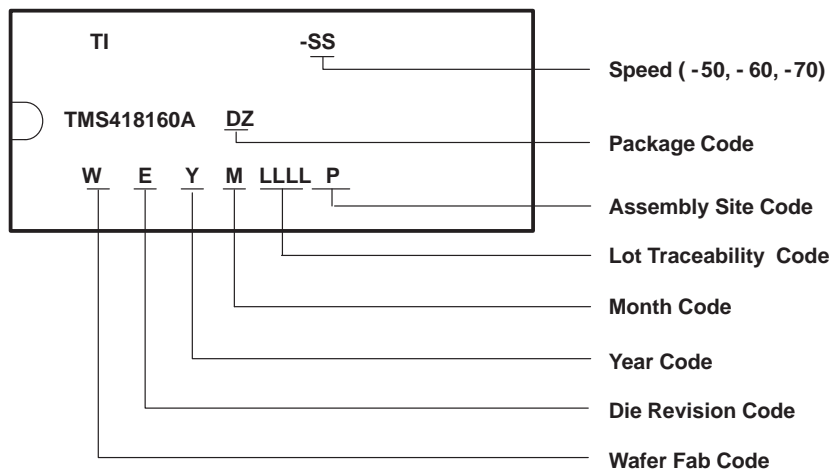 TI -SS
Speed ( -50, - 60, -70)
TMS418160A DZ
Package Code
W E Y M LLLL P
Assembly Site Code
Lot Traceability Code
Month Code
Year Code
Die Revision Code
Wafer Fab Code